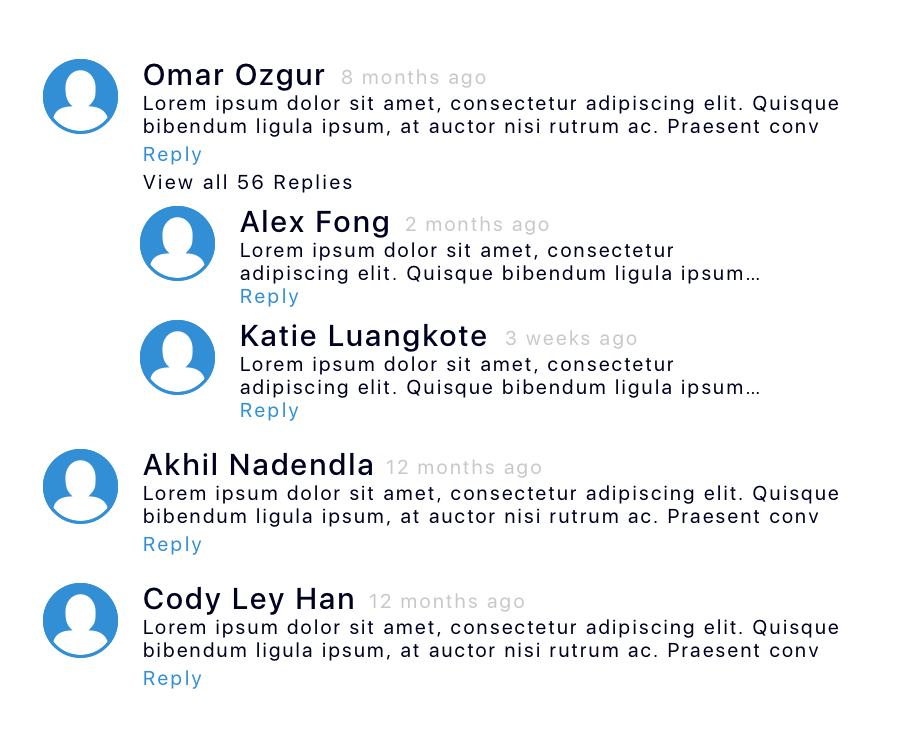 Omar Ozgur 8 months ago
Lorem ipsum dolor sit amet, consectetur adipiscing elit. Quisque
bibendum ligula ipsum, at auctor nisi rutrum ac. Praesent conv
Reply
View all 56 Replies
Alex Fong 2 months ago
Lorem ipsum dolor sit amet, consectetur
adipiscing elit. Quisque bibendum ligula ipsum…
Reply
Katie Luangkote 3 weeks ago
Lorem ipsum dolor sit amet, consectetur
adipiscing elit. Quisque bibendum ligula ipsum…
Reply
Akhil Nadendla 12 months ago
Lorem ipsum dolor sit amet, consectetur adipiscing elit. Quisque
bibendum ligula ipsum, at auctor nisi rutrum ac. Praesent conv
Reply
Cody Ley Han 12 months ago
Lorem ipsum dolor sit amet, consectetur adipiscing elit. Quisque
bibendum ligula ipsum, at auctor nisi rutrum ac. Praesent conv
Reply